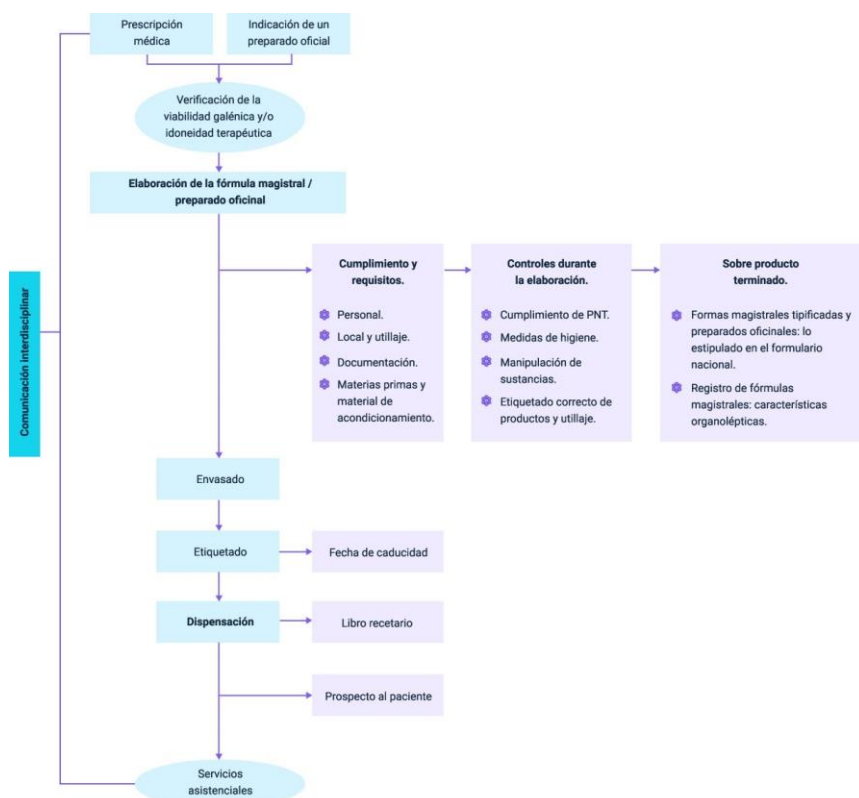 Prescripción
médica
Indicación de un
preparado oficial
Verificación de la
viabilidad galénica y/o
idoneidad terapéutica
Elaboración de la fórmula magistral /
preparado oficinal
Comunicación interdisciplinar
Cumplimiento y
requisitos.
Personal.
Local y utillaje.
Documentación.
Materias primas y
material de
acondicionamiento.
Controles durante
la elaboración.
Cumplimiento de PNT.
Medidas de higiene.
Manipulación de
sustancias.
Etiquetado correcto de
productos y utillaje.
Sobre producto
terminado.
Formas magistrales tipificadas y
preparados oficinales: lo
estipulado en el formulario
nacional.
Registro de fórmulas
magistrales: características
organolépticas.
Envasado
Etiquetado
Fecha de caducidad
Dispensación
Libro recetario
Prospecto al paciente
Servicios
asistenciales